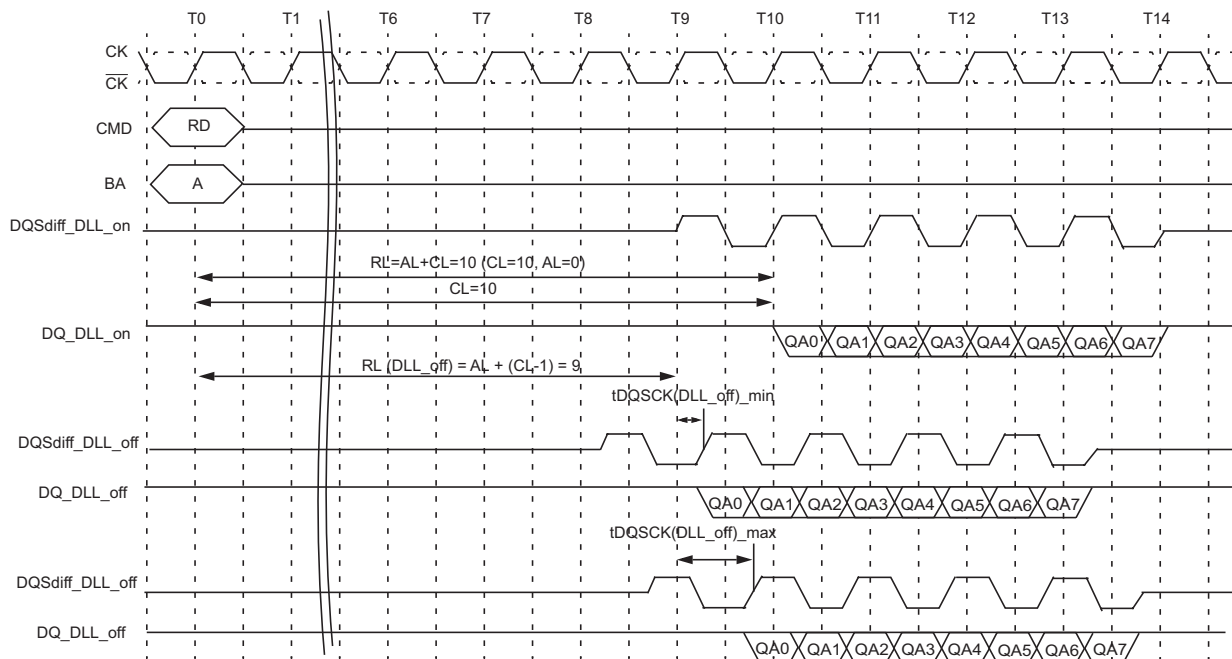 T0 T1 T6 T7 T8 T9 T10 T11 T12 T13 T14
CK
CK
CMD RD
BA A
DQSdiff_DLL_on
RL=AL+CL=10 (CL=10, AL=0)
CL=10
DQ_DLL_on QA0 QA1 QA2 QA3 QA4 QA5 QA6 QA7
RL (DLL_off) = AL + (CL-1) = 9
tDQSCK(DLL_off)_min
DQSdiff_DLL_off
DQ_DLL_off QA0 QA1 QA2 QA3 QA4 QA5 QA6 QA7
tDQSCK(DLL_off)_max
DQSdiff_DLL_off
DQ_DLL_off QA0 QA1 QA2 QA3 QA4 QA5 QA6 QA7